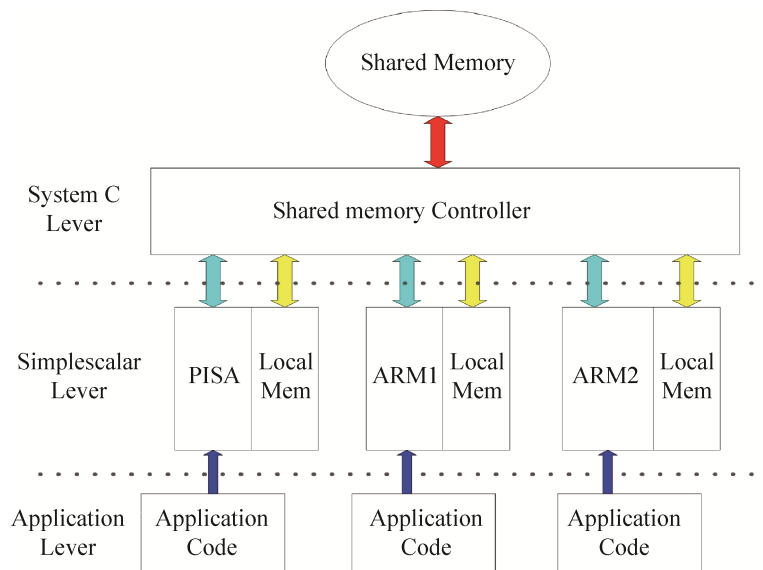 Shared Memory
System C
Lever
Shared memory Controller
Simplescalar
Lever
PISA
Local
Mem
ARM1
Local
Mem
ARM2
Local
Mem
Application
Lever
Application
Code
Application
Code
Application
Code